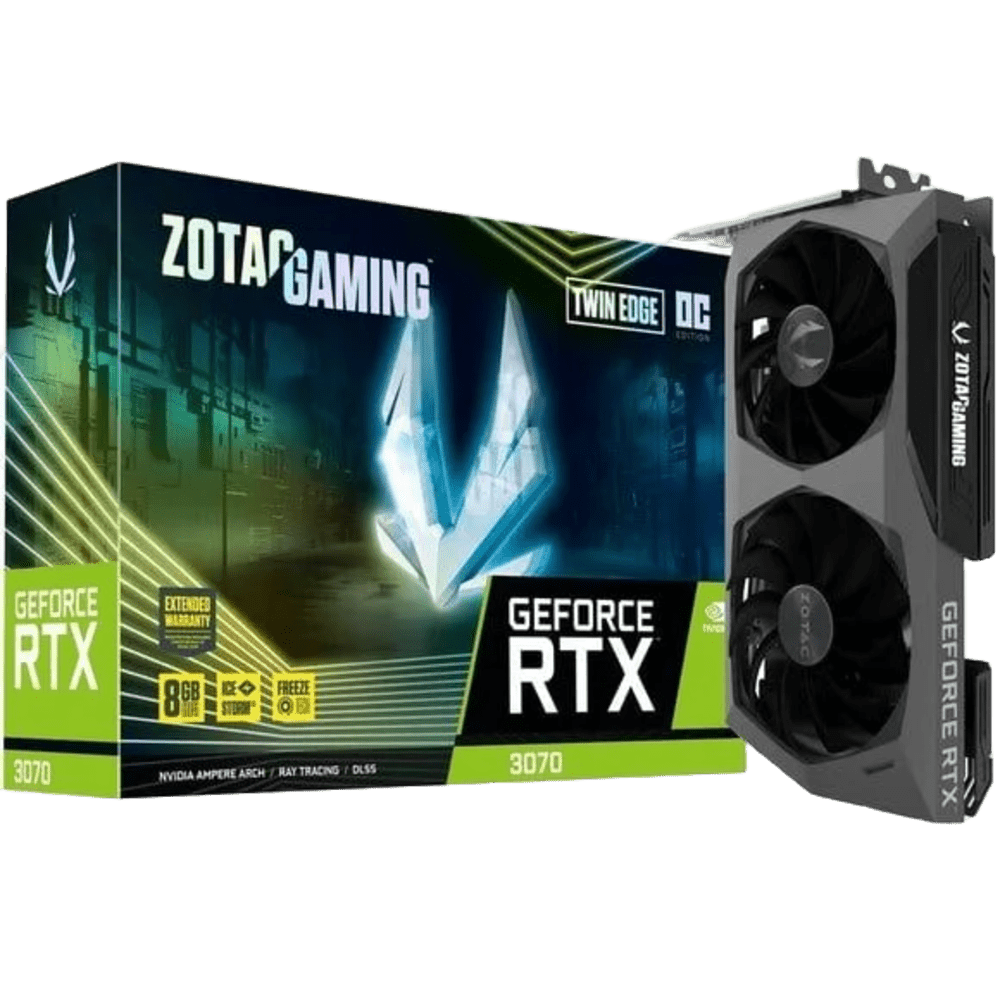 ZOTAC GAMING
TWIN EDGE
OC
EDITION
GEFORCE
RTX
3070
EXTENDED
WARRANTY
8GB
ICE
STORM
FREEZE
NVIDIA AMPERE ARCH / RAY TRACING / DLSS
GEFORCE
RTX
3070
ZOTAC GAMING
ZOTAC
GEFORCE RTX